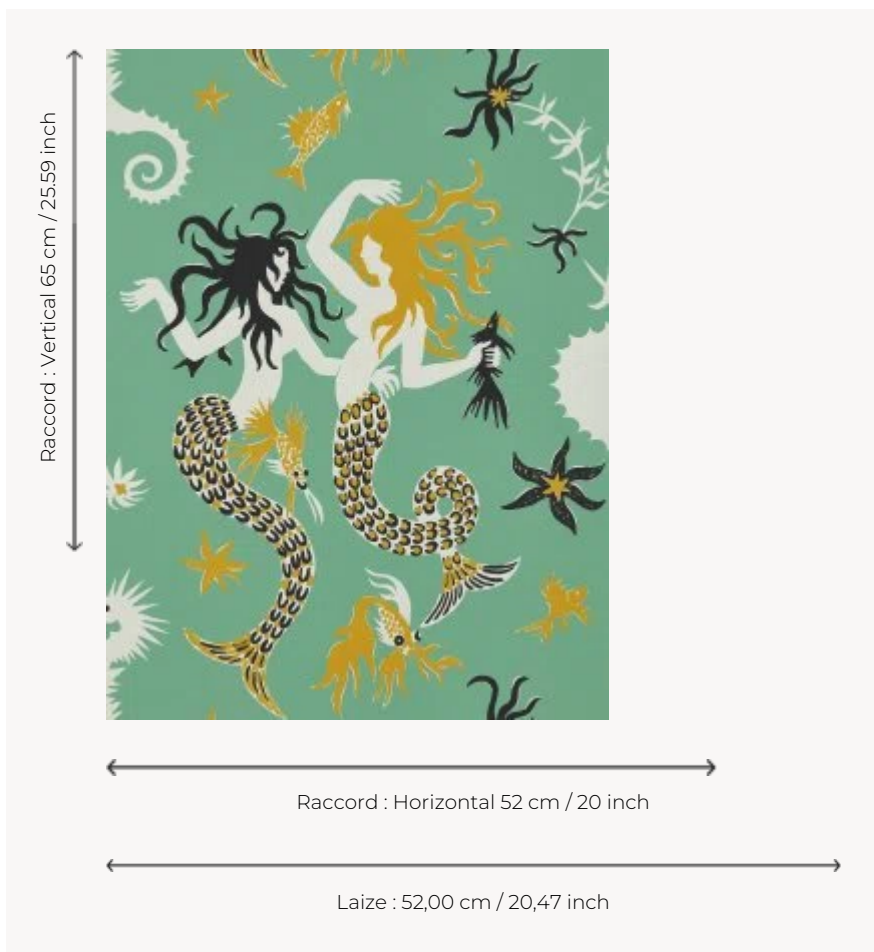 Raccord : Vertical 65 cm / 25.59 inch
Raccord : Horizontal 52 cm / 20 inch
Laize : 52,00 cm / 20,47 inch